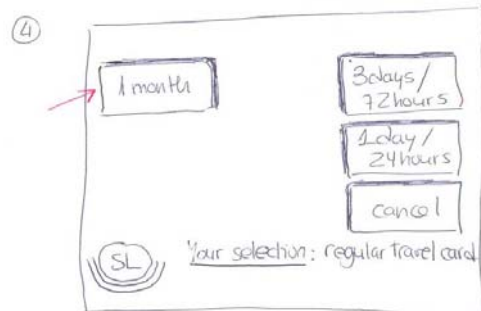 4
1 month
3days/
72hours
1day/
24hours
cancel
SL
Your selection: regular travel card